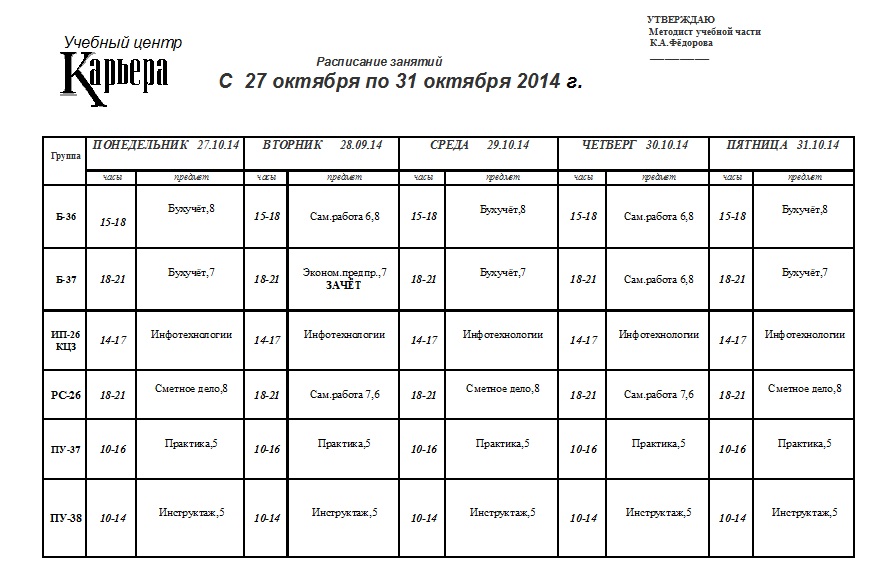 УТВЕРЖДАЮ
Методист учебной части
К.А.Фёдорова
____________
Учебный центр
Карьера
Расписание занятий
С 27 октября по 31 октября 2014 г.
Группа ПОНЕДЕЛЬНИК 27.10.14 ВТОРНИК 28.09.14 СРЕДА 29.10.14 ЧЕТВЕРГ 30.10.14 ПЯТНИЦА 31.10.14
часы предмет часы предмет часы предмет часы предмет часы предмет
Б-36 15-18 Бухучёт,8 15-18 Сам.работа 6,8 15-18 Бухучёт,8 15-18 Сам.работа 6,8 15-18 Бухучёт,8
Б-37 18-21 Бухучёт,7 18-21 Эконом.предпр.,7 ЗАЧЁТ 18-21 Бухучёт,7 18-21 Сам.работа 6,8 18-21 Бухучёт,7
ИП-26 КЦЗ 14-17 Инфотехнологии 14-17 Инфотехнологии 14-17 Инфотехнологии 14-17 Инфотехнологии 14-17 Инфотехнологии
РС-26 18-21 Сметное дело,8 18-21 Сам.работа 7,6 18-21 Сметное дело,8 18-21 Сам.работа 7,6 18-21 Сметное дело,8
ПУ-37 10-16 Практика,5 10-16 Практика,5 10-16 Практика,5 10-16 Практика,5 10-16 Практика,5
ПУ-38 10-14 Инструктаж,5 10-14 Инструктаж,5 10-14 Инструктаж,5 10-14 Инструктаж,5 10-14 Инструктаж,5